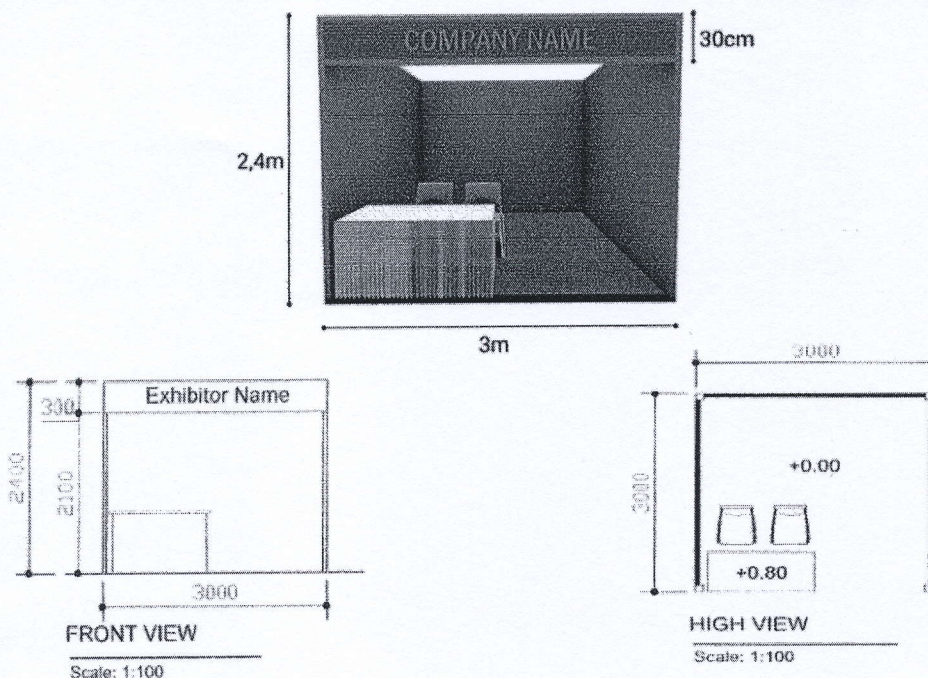 COMPANY NAME
30cm
2,4m
3m
Exhibitor Name
300
2400
2100
3000
FRONT VIEW
Scale: 1:100
3000
3000
+0.00
+0.80
HIGH VIEW
Scale: 1:100